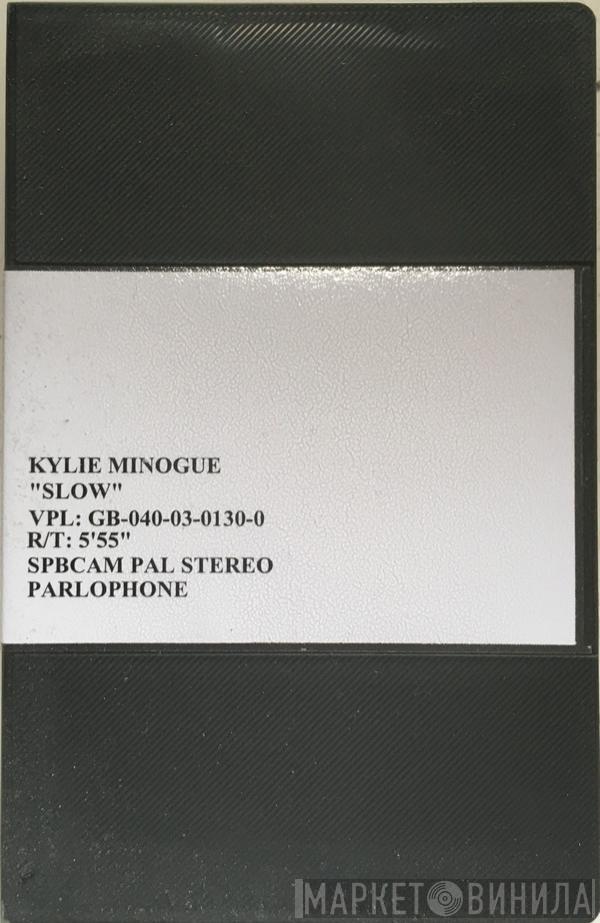 KYLIE MINOGUE
"SLOW"
VPL: GB-040-03-0130-0
R/T: 5'55"
SPBCAM PAL STEREO
PARLOPHONE
МАРКЕТ ВИНИЛА